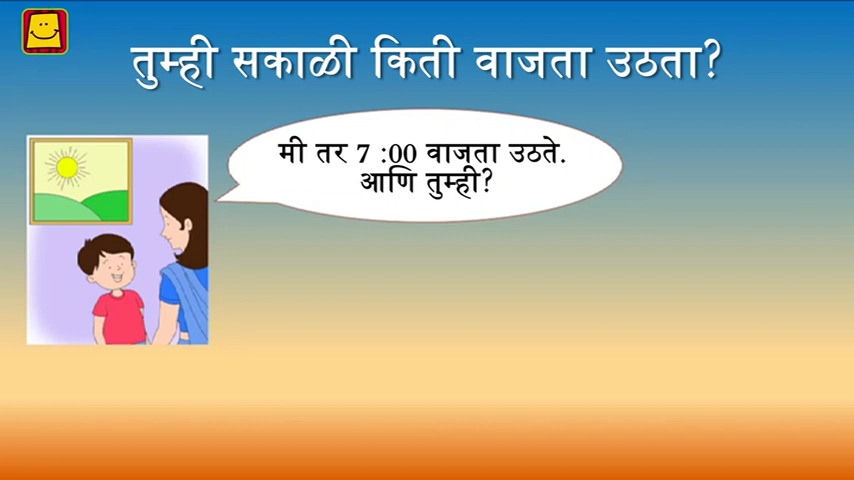 तुम्ही सकाळी किती वाजता उठता?
मी तर 7 :00 वाजता उठते.
आणि तुम्ही?